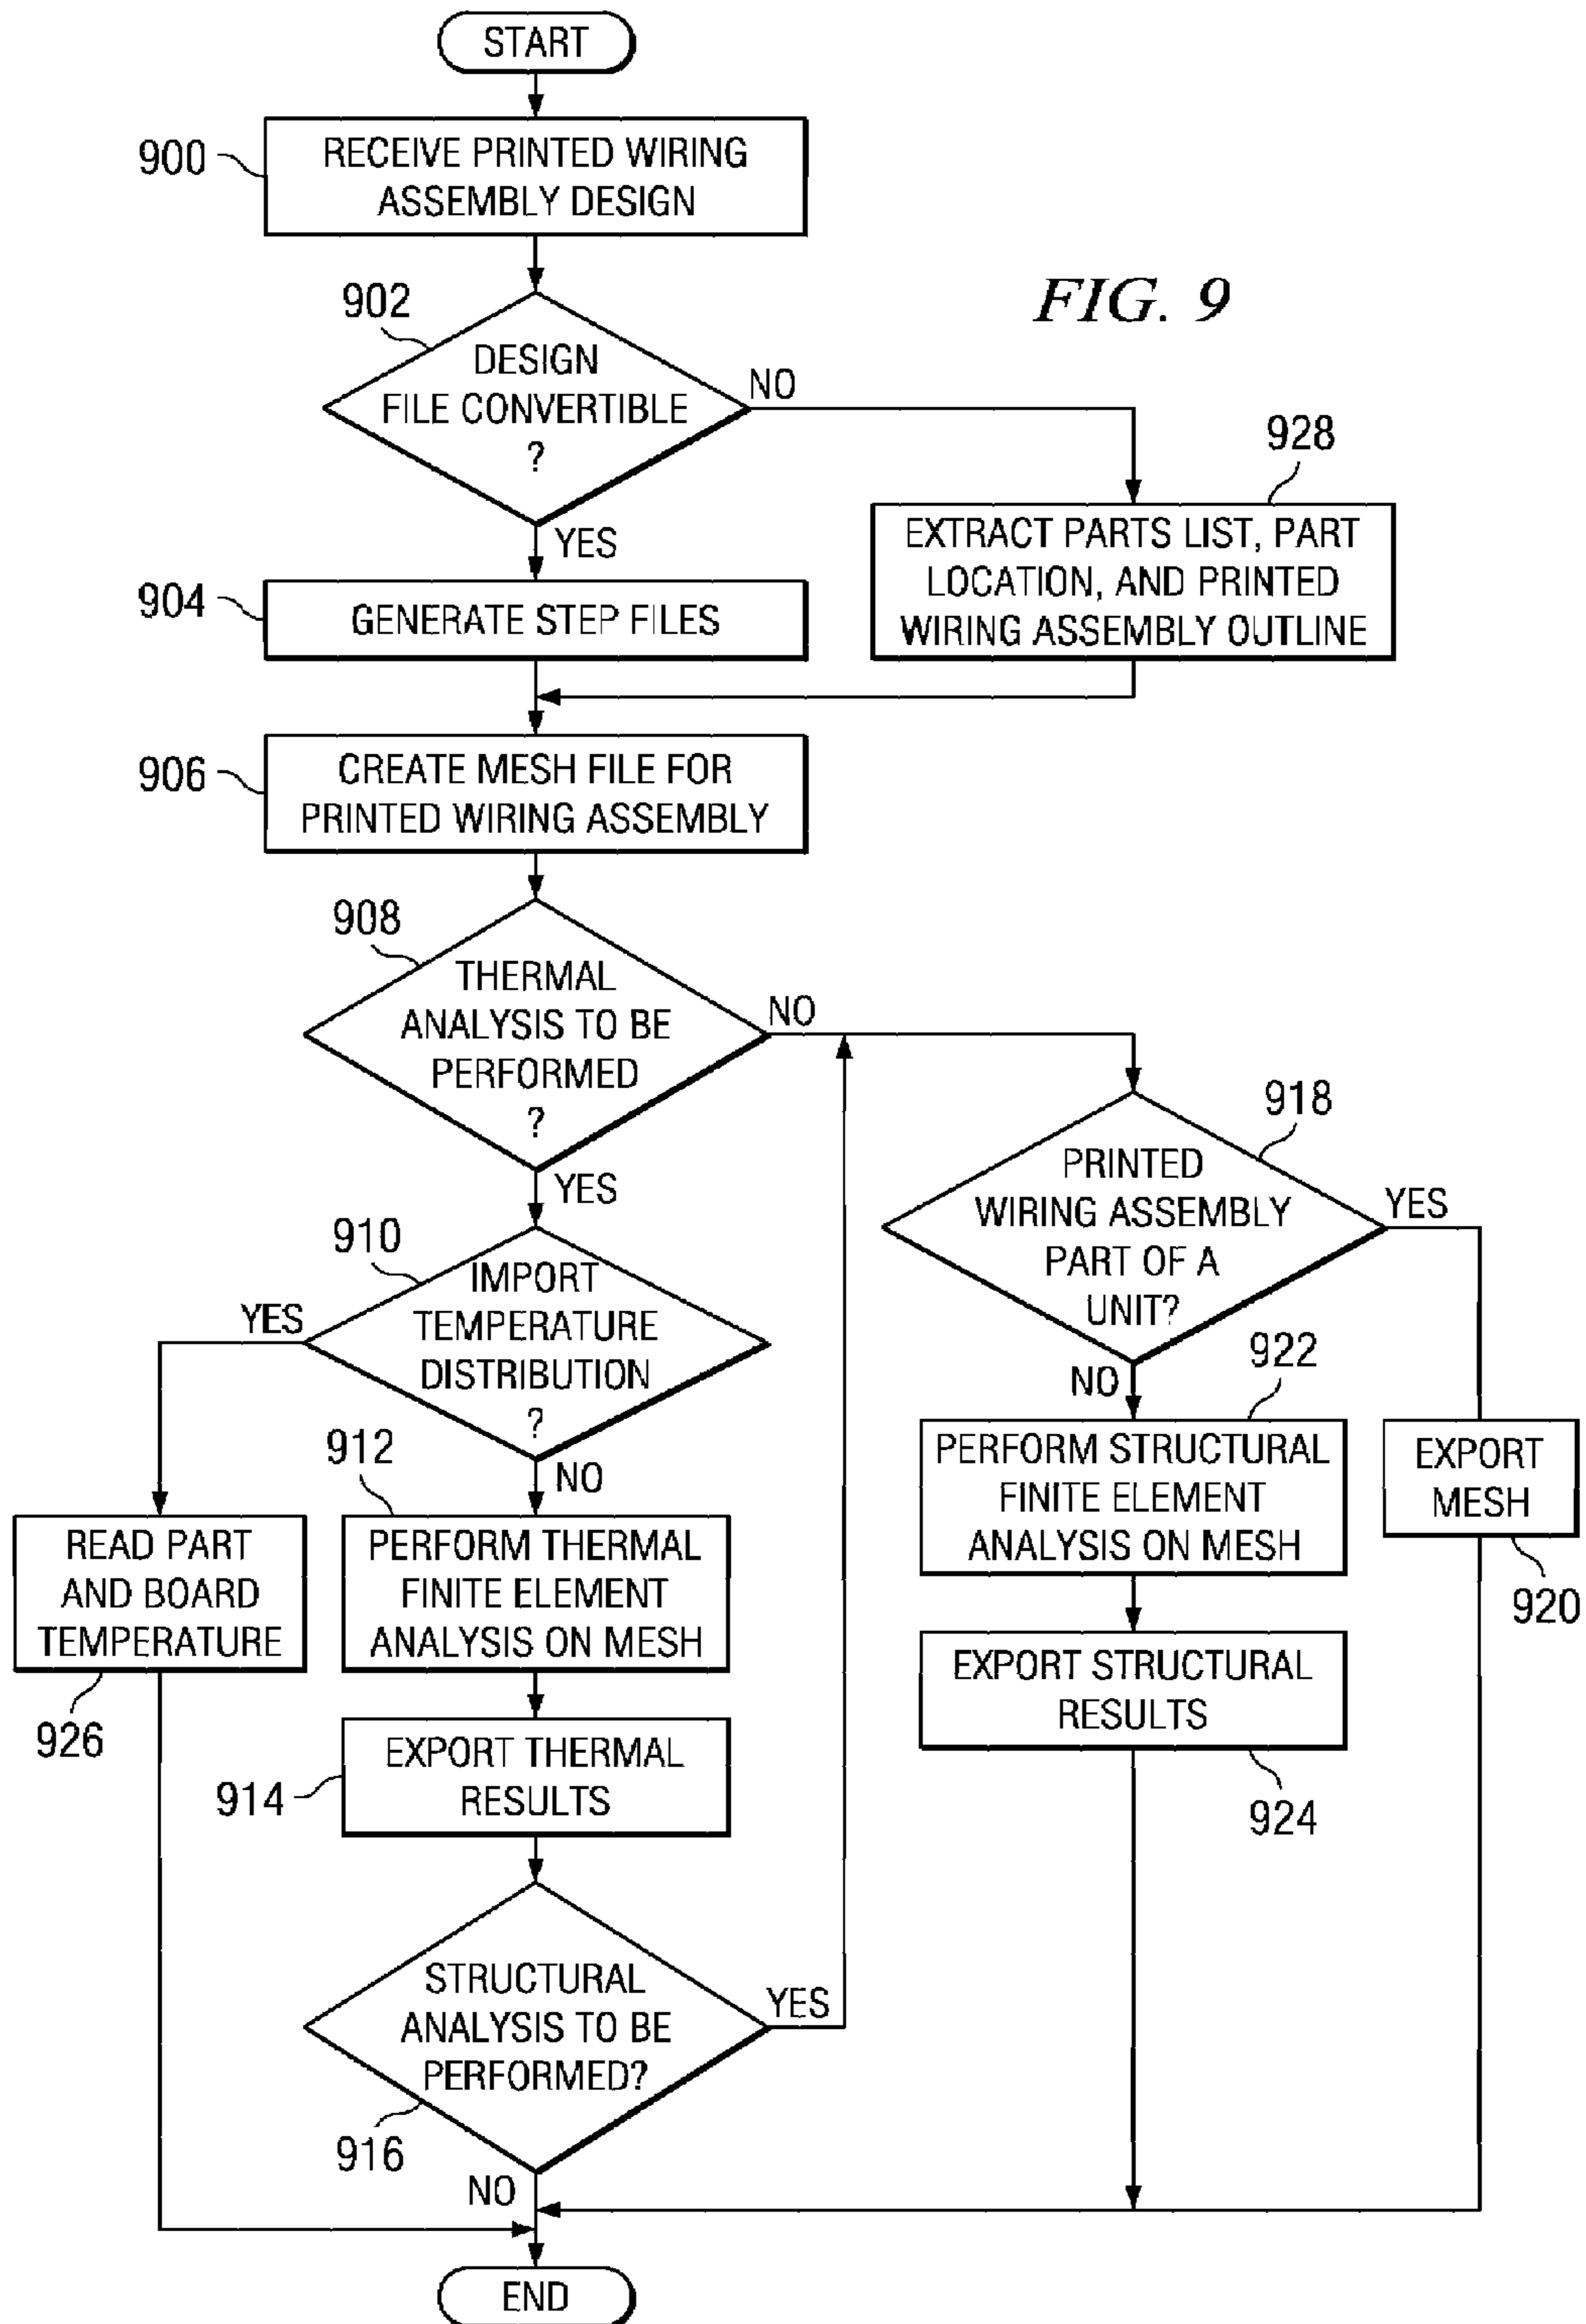 START
900
RECEIVE PRINTED WIRING
ASSEMBLY DESIGN
FIG. 9
902
DESIGN
FILE CONVERTIBLE
?
NO
YES
928
EXTRACT PARTS LIST, PART
LOCATION, AND PRINTED
WIRING ASSEMBLY OUTLINE
904
GENERATE STEP FILES
906
CREATE MESH FILE FOR
PRINTED WIRING ASSEMBLY
908
THERMAL
ANALYSIS TO BE
PERFORMED
?
NO
YES
918
PRINTED
WIRING ASSEMBLY
PART OF A
UNIT?
YES
NO
910
IMPORT
TEMPERATURE
DISTRIBUTION
?
YES
NO
922
PERFORM STRUCTURAL
FINITE ELEMENT
ANALYSIS ON MESH
EXPORT
MESH
920
912
READ PART
AND BOARD
TEMPERATURE
926
PERFORM THERMAL
FINITE ELEMENT
ANALYSIS ON MESH
EXPORT STRUCTURAL
RESULTS
924
914
EXPORT THERMAL
RESULTS
STRUCTURAL
ANALYSIS TO BE
PERFORMED?
YES
916
NO
END